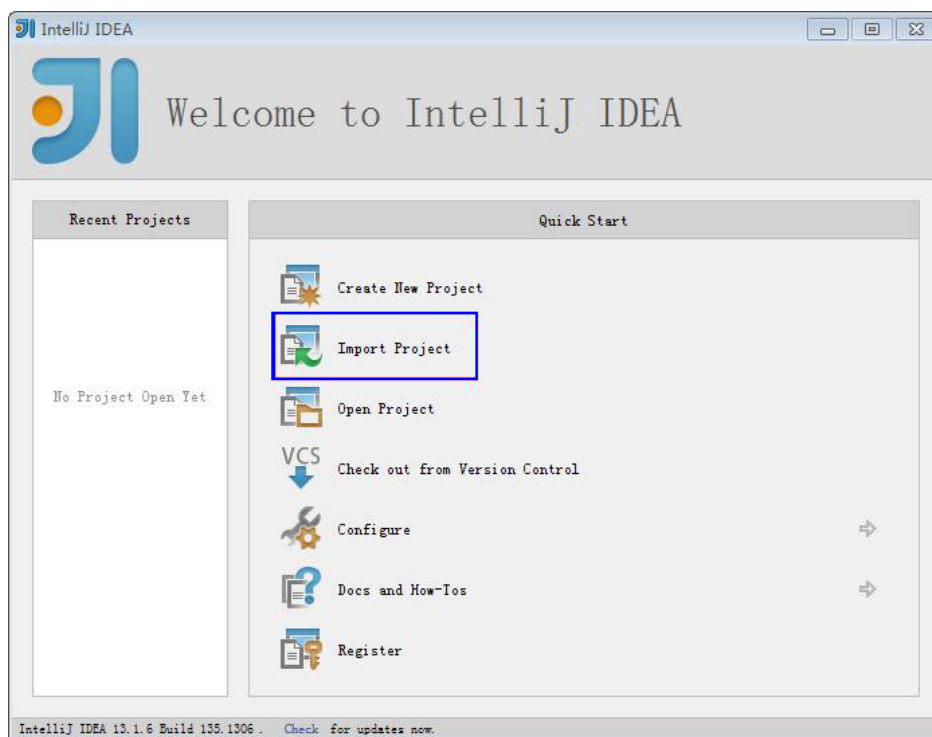 IntelliJ IDEA
Welcome to IntelliJ IDEA
Recent Projects
No Project Open Yet
Quick Start
Create New Project
Import Project
Open Project
VCS
Check out from Version Control
Configure
Docs and How-Tos
Register
IntelliJ IDEA 13.1.6 Build 135.1306 . Check for updates now.